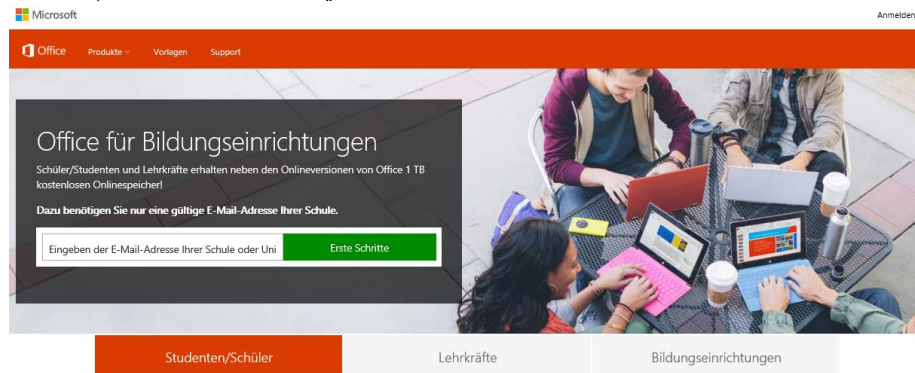 Microsoft
Anmelden
Office Produkte Vorlagen Support
Office für Bildungseinrichtungen
Schüler/Studenten und Lehrkräfte erhalten neben den Onlineversionen von Office 1 TB
kostenlosen Onlinespeicher!
Dazu benötigen Sie nur eine gültige E-Mail-Adresse Ihrer Schule.
Eingeben der E-Mail-Adresse Ihrer Schule oder Uni
Erste Schritte
Studenten/Schüler Lehrkräfte Bildungseinrichtungen